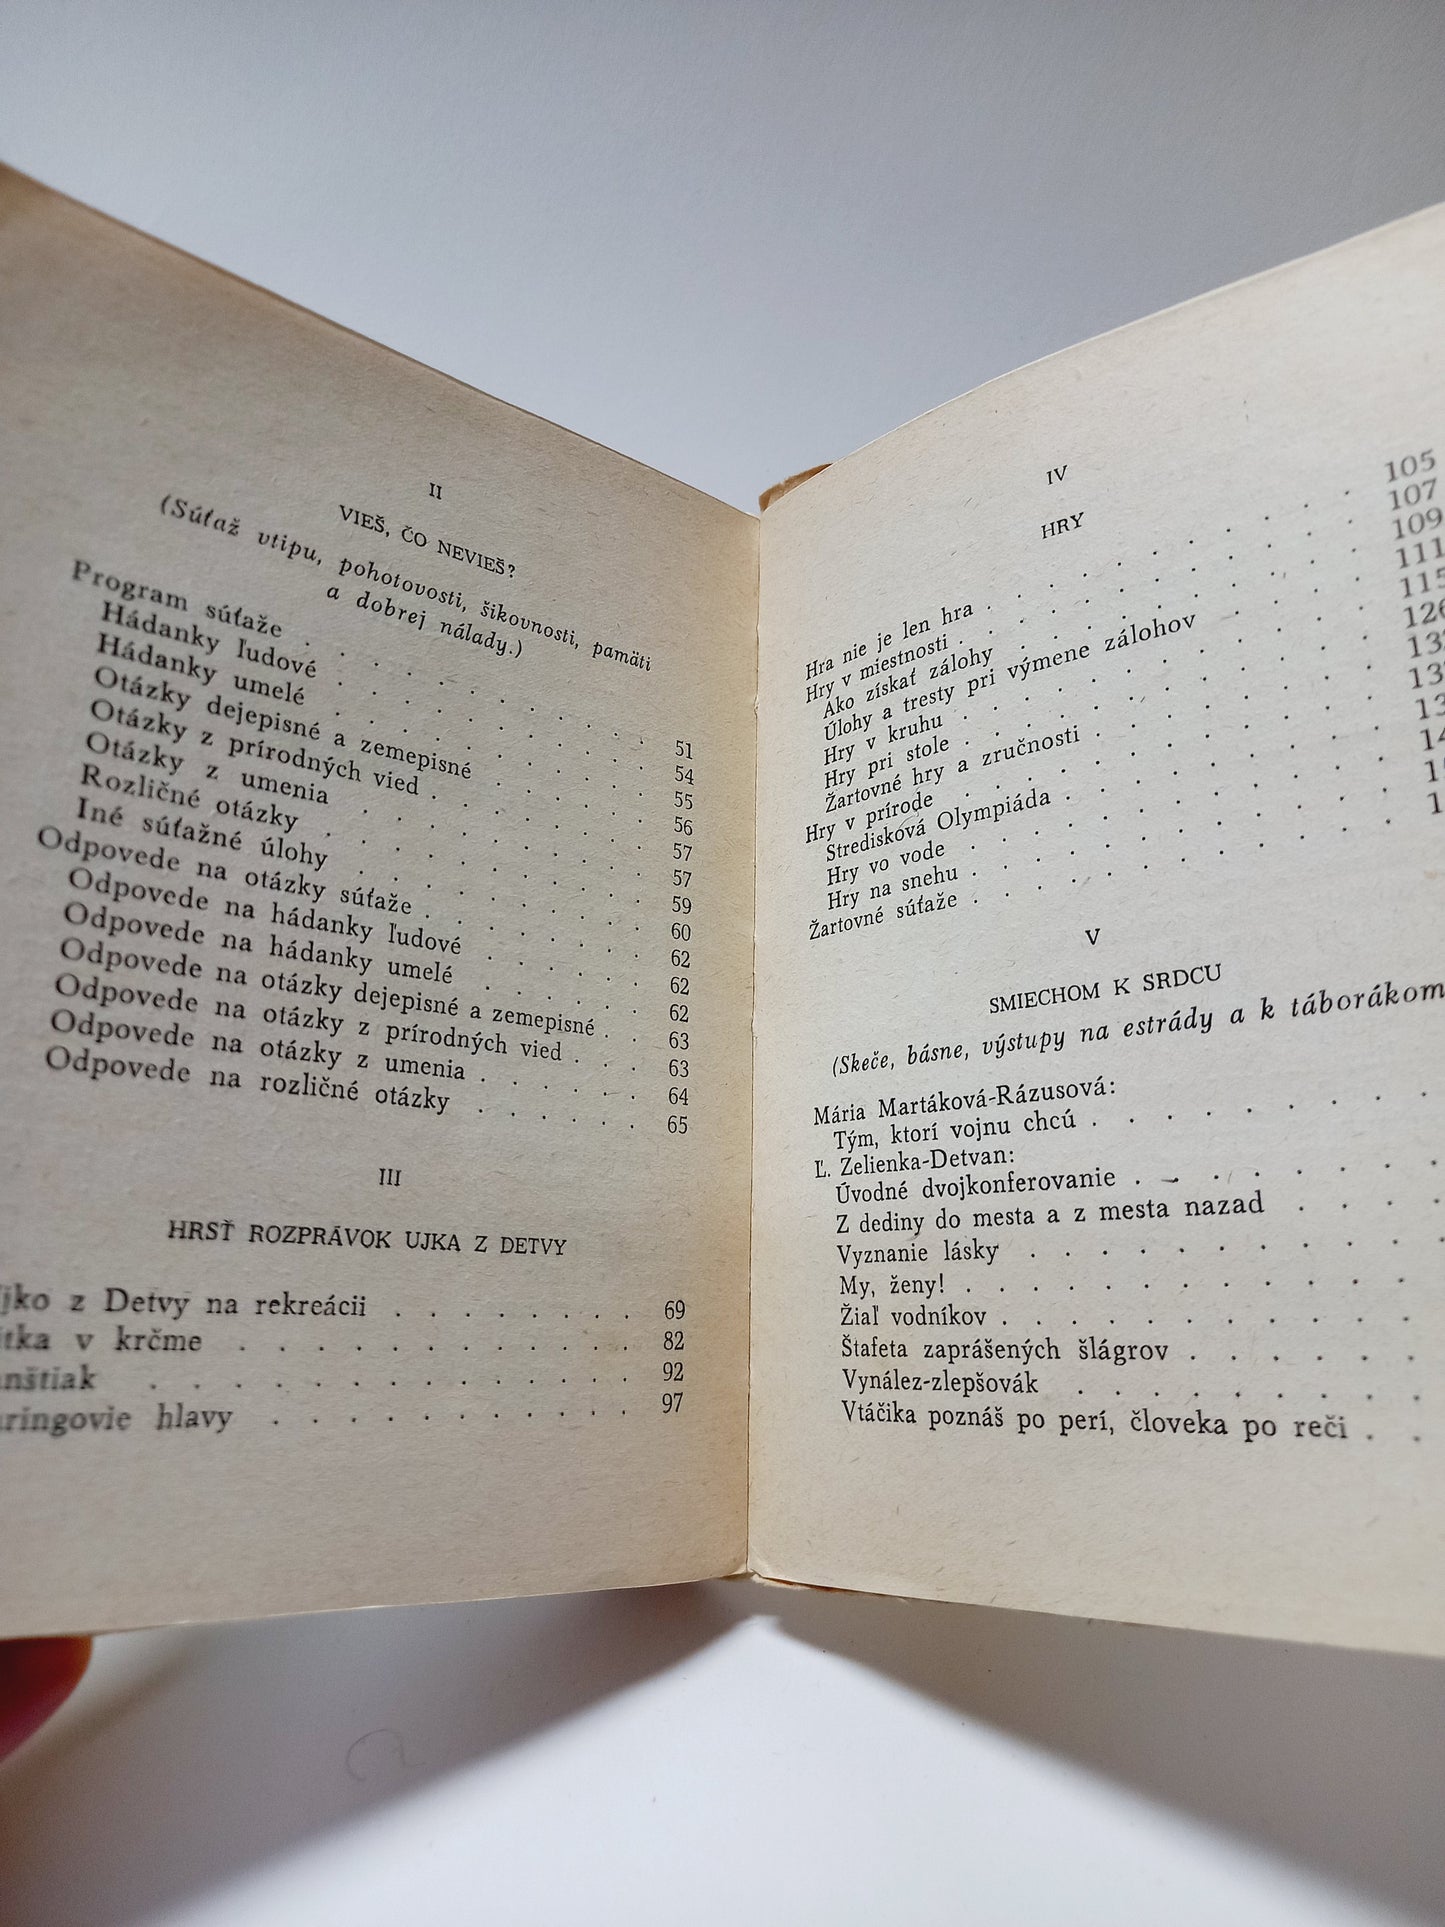 II
VIEŠ, ČO NEVIEŠ?
(Súťaž vtipu, pohotovosti, šikovnosti, pamäti
a dobrej nálady.)
Program súťaže . . . . . . . . . 51
Hádanky ľudové . . . . . . . . . 54
Hádanky umelé . . . . . . . . . 55
Otázky dejepisné a zemepisné . . . . . 56
Otázky z prírodných vied . . . . . . 57
Otázky z umenia . . . . . . . . 57
Rozličné otázky . . . . . . . . 59
Iné súťažné úlohy . . . . . . . . 60
Odpovede na otázky súťaže . . . . . . 62
Odpovede na hádanky ľudové . . . . . 62
Odpovede na hádanky umelé . . . . . 62
Odpovede na otázky dejepisné a zemepisné . . 63
Odpovede na otázky z prírodných vied . . . 63
Odpovede na otázky z umenia . . . . . 64
Odpovede na rozličné otázky . . . . . 65
III
HRSŤ ROZPRÁVOK UJKA Z DETVY
z Detvy na rekreácii . . . . . . . 69
v krčme . . . . . . . . . . . 82
. . . . . . . . . . . . . 92
hlavy . . . . . . . . . . 97
IV
HRY
Hra nie je len hra . . . . . . . . . 105
Hry v miestnosti . . . . . . . . . 107
Ako získať zálohy . . . . . . . . 109
Úlohy a tresty pri výmene zálohov . . . 111
Hry v kruhu . . . . . . . . . 115
Hry pri stole . . . . . . . . .
Žartovné hry a zručnosti . . . . . .
Hry v prírode . . . . . . . . .
Stredisková Olympiáda . . . . . . .
Hry vo vode . . . . . . . . .
Hry na snehu . . . . . . . . .
Žartovné súťaže . . . . . . . . .
V
SMIECHOM K SRDCU
(Skeče, básne, výstupy na estrády a k táborákom
Mária Martáková-Rázusová:
Tým, ktorí vojnu chcú . . . . . . . .
Ľ. Zelienka-Detvan:
Úvodné dvojkonferovanie . . . . . . .
Z dediny do mesta a z mesta nazad . . . .
Vyznanie lásky . . . . . . . . . .
My, ženy! . . . . . . . . . . .
Žiaľ vodníkov . . . . . . . . . .
Štafeta zaprášených šlágrov . . . . . .
Vynález-zlepšovák . . . . . . . . .
Vtáčika poznáš po perí, človeka po reči . .